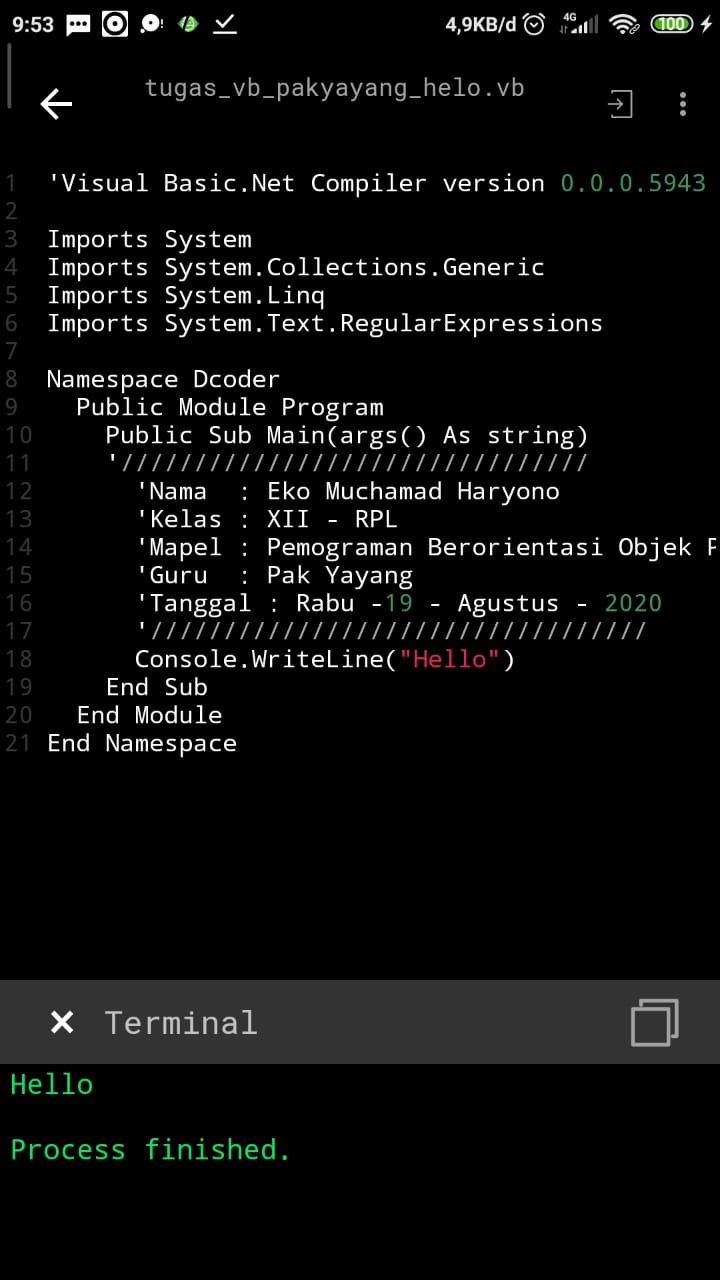 9:53 4,9KB/d 4G 100
tugas_vb_pakyayang_helo.vb
1 'Visual Basic.Net Compiler version 0.0.0.5943
2
3 Imports System
4 Imports System.Collections.Generic
5 Imports System.Linq
6 Imports System.Text.RegularExpressions
7
8 Namespace Dcoder
9 Public Module Program
10 Public Sub Main(args() As string)
11 '////////////////////////////////
12 'Nama : Eko Muchamad Haryono
13 'Kelas : XII - RPL
14 'Mapel : Pemograman Berorientasi Objek P
15 'Guru : Pak Yayang
16 'Tanggal : Rabu -19 - Agustus - 2020
17 '//////////////////////////////////
18 Console.WriteLine("Hello")
19 End Sub
20 End Module
21 End Namespace
Terminal
Hello
Process finished.